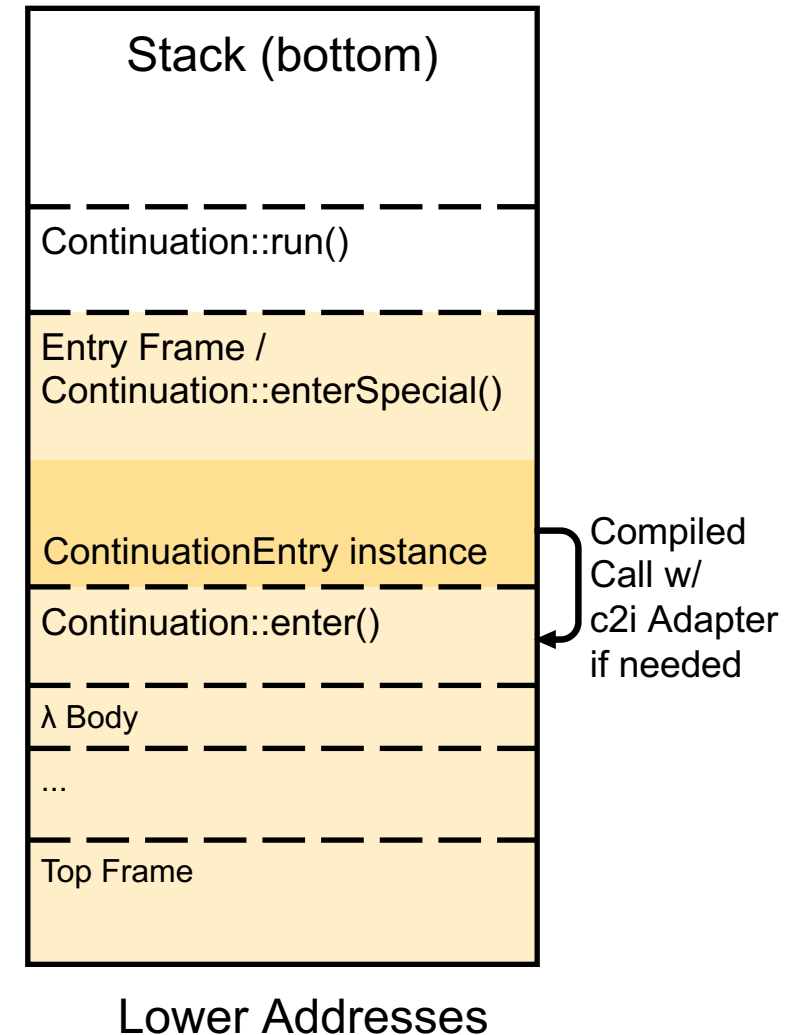 Stack (bottom)
Continuation::run()
Entry Frame /
Continuation::enterSpecial()
ContinuationEntry instance
Compiled
Call w/
c2i Adapter
if needed
Continuation::enter()
λ Body
...
Top Frame
Lower Addresses